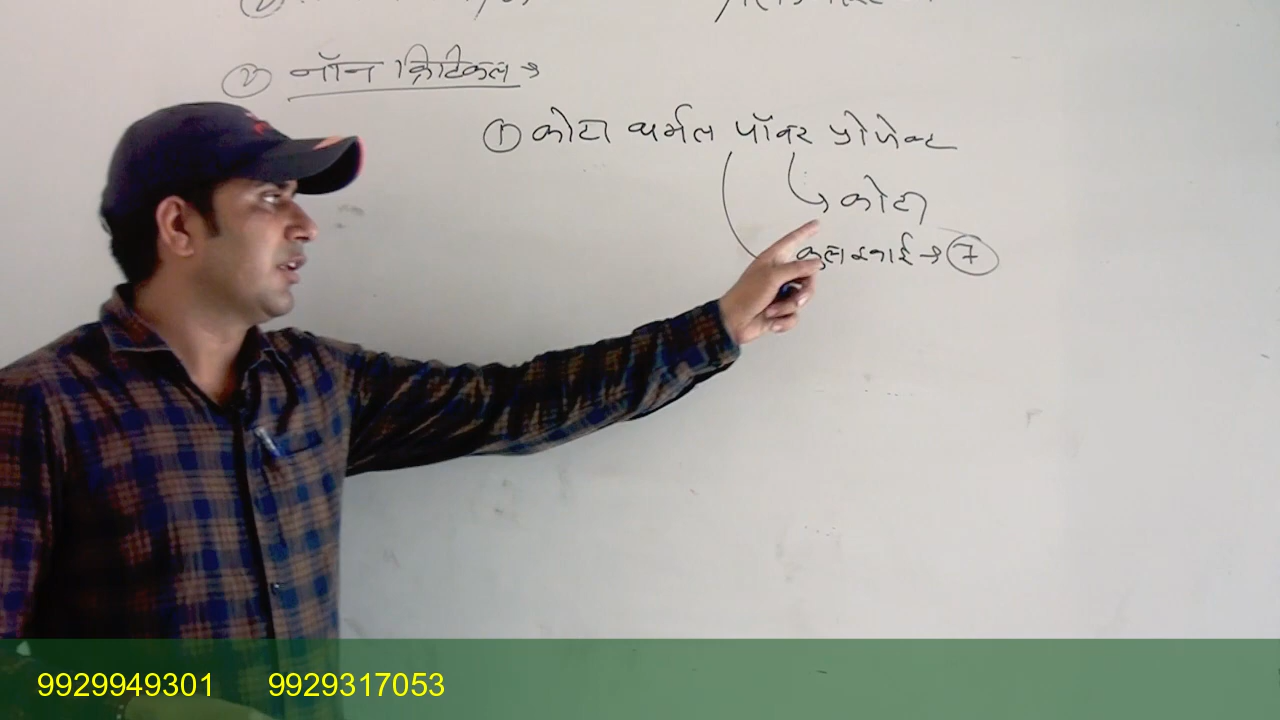 ② नॉन क्रिटिकल →
① कोटा थर्मल पॉवर प्रोजेक्ट
कोटा
कुल इकाई → ⑦
9929949301 9929317053